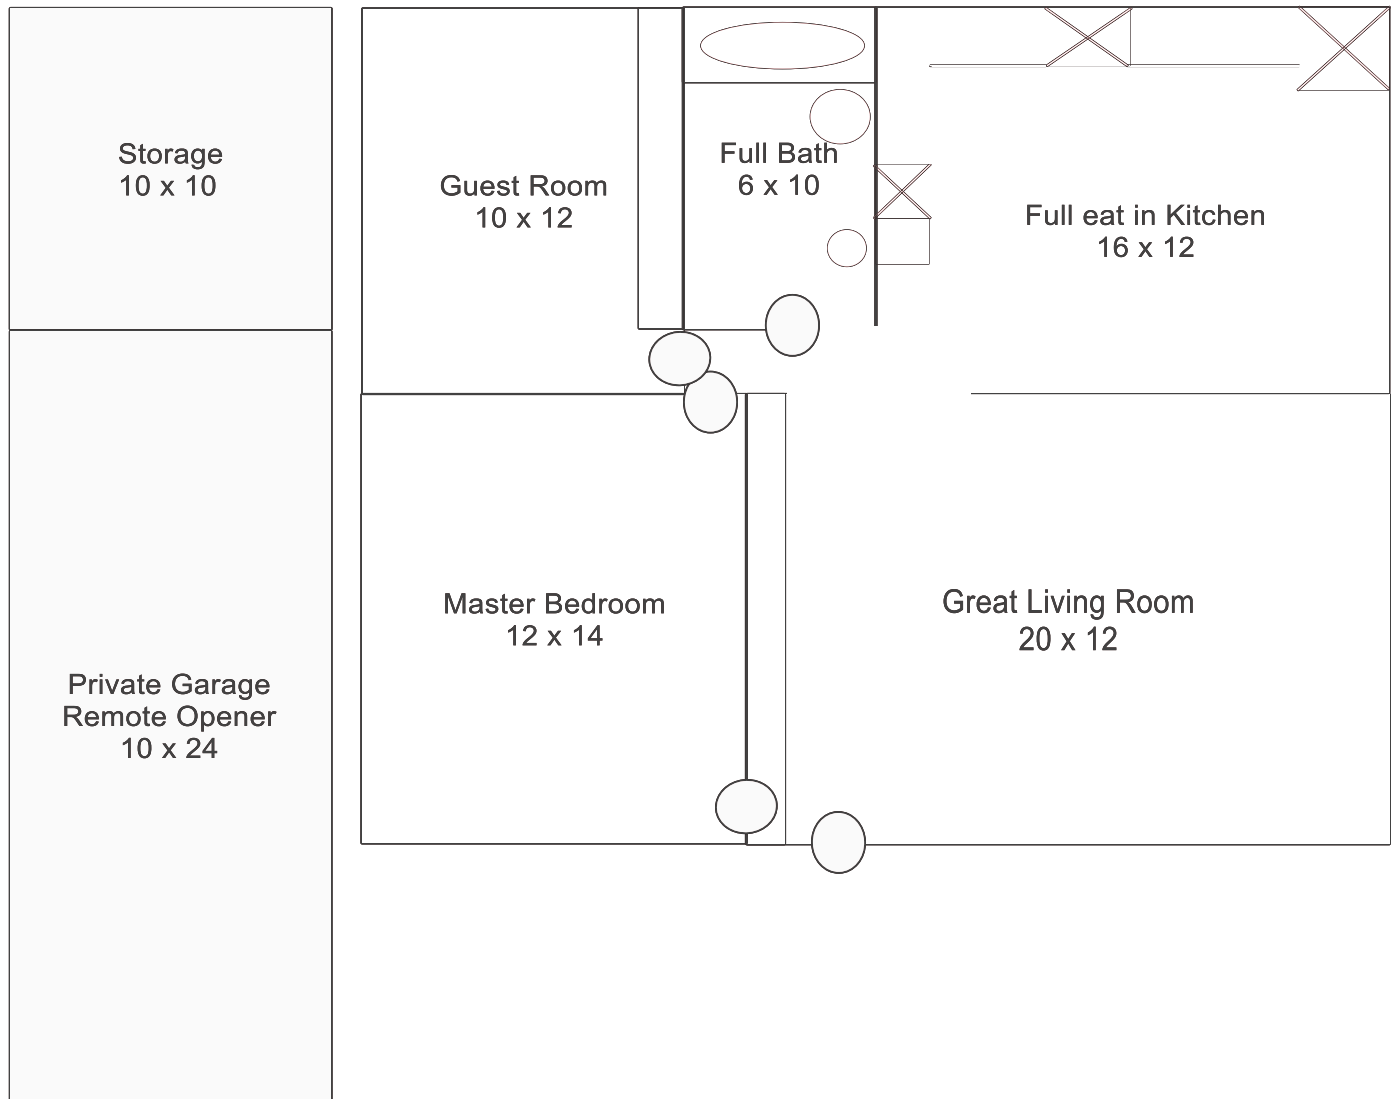 Storage
10 x 10
Guest Room
10 x 12
Full Bath
6 x 10
Full eat in Kitchen
16 x 12
Master Bedroom
12 x 14
Great Living Room
20 x 12
Private Garage
Remote Opener
10 x 24